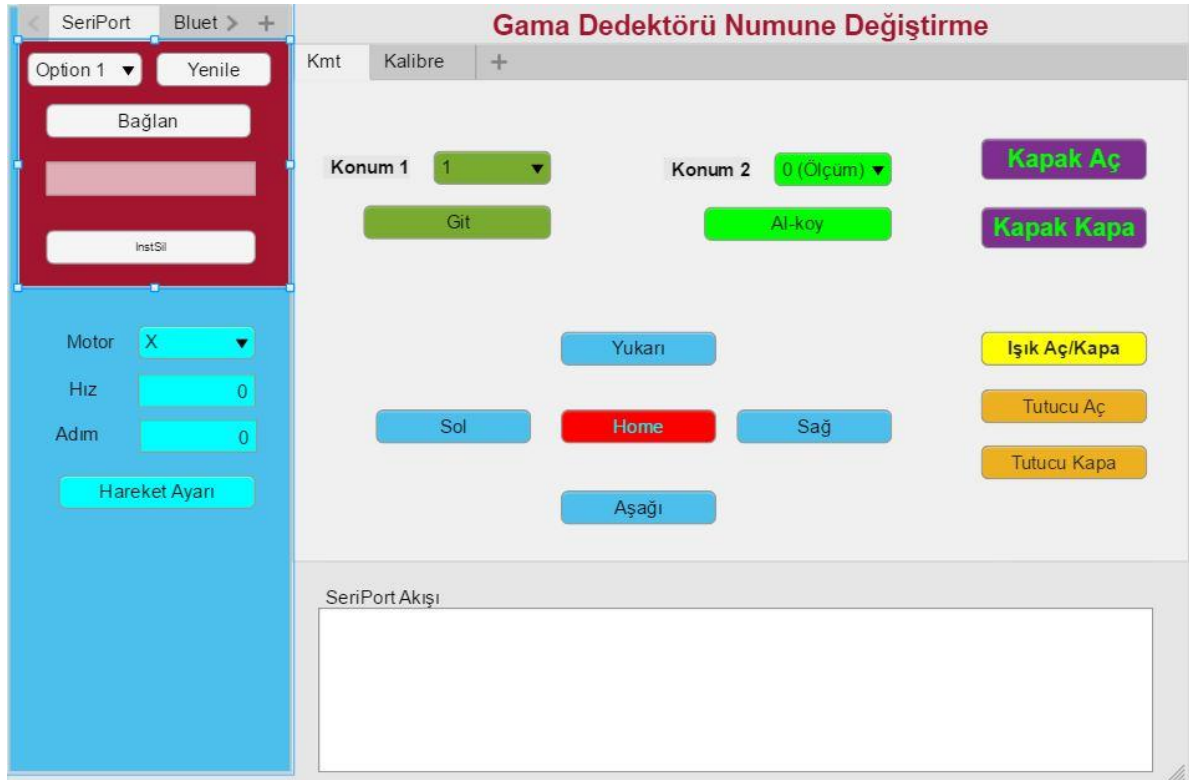 SeriPort
Bluet
Gama Dedektörü Numune Değiştirme
Option 1
Yenile
Bağlan
InstSil
Kmt
Kalibre
Konum 1
1
Konum 2
0 (Ölçüm)
Kapak Aç
Git
Al-koy
Kapak Kapa
Motor
X
Hız
0
Adım
0
Hareket Ayarı
Yukarı
Işık Aç/Kapa
Sol
Home
Sağ
Tutucu Aç
Tutucu Kapa
Aşağı
SeriPort Akışı